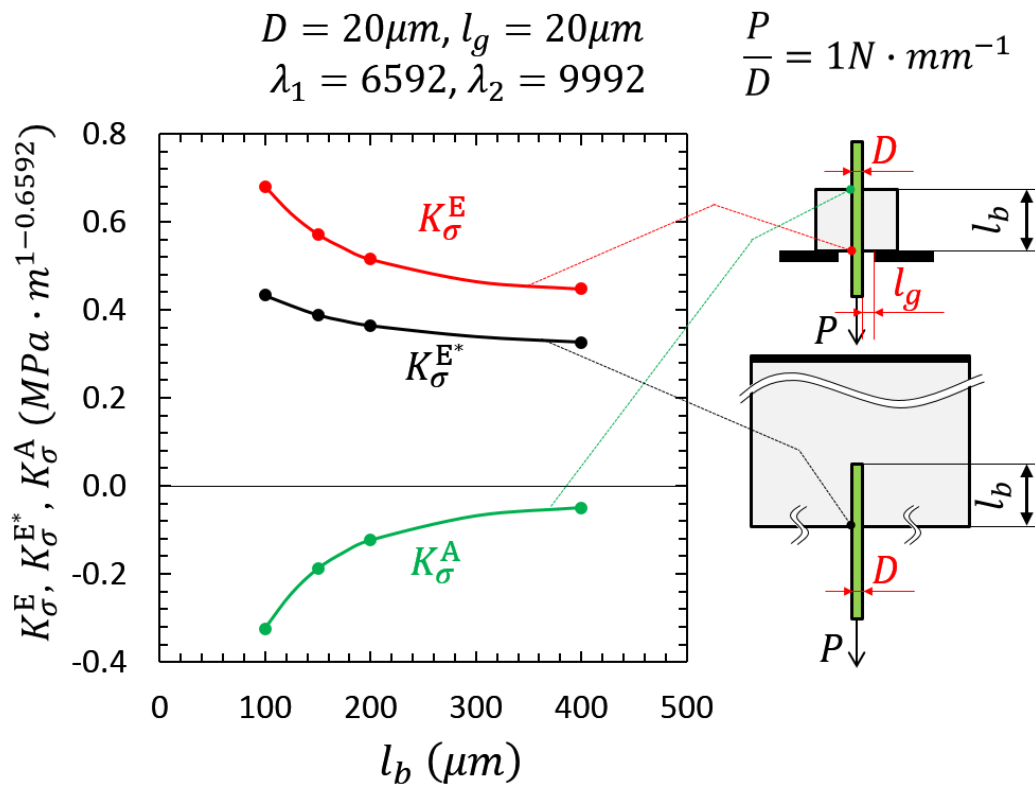 D = 20μm, l_g = 20μm
λ_1 = 6592, λ_2 = 9992
P/D = 1N · mm^{-1}
K_σ^E, K_σ^{E*}, K_σ^A (MPa · m^{1-0.6592})
0.8
0.6
0.4
0.2
0.0
-0.2
-0.4
K_σ^E
K_σ^{E*}
K_σ^A
0 100 200 300 400 500
l_b (μm)
D
l_b
l_g
P
l_b
D
P